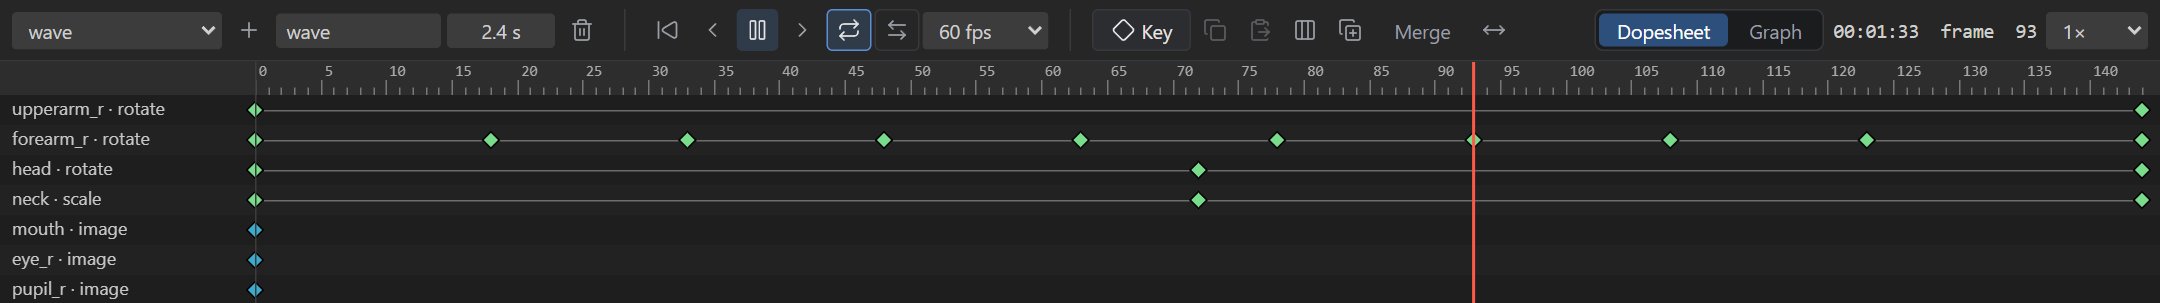 wave wave 2.4 s 60 fps Key Merge Dopesheet Graph 00:01:33 frame 93 1×
0 5 10 15 20 25 30 35 40 45 50 55 60 65 70 75 80 85 90 95 100 105 110 115 120 125 130 135 140
upperarm_r · rotate
forearm_r · rotate
head · rotate
neck · scale
mouth · image
eye_r · image
pupil_r · image